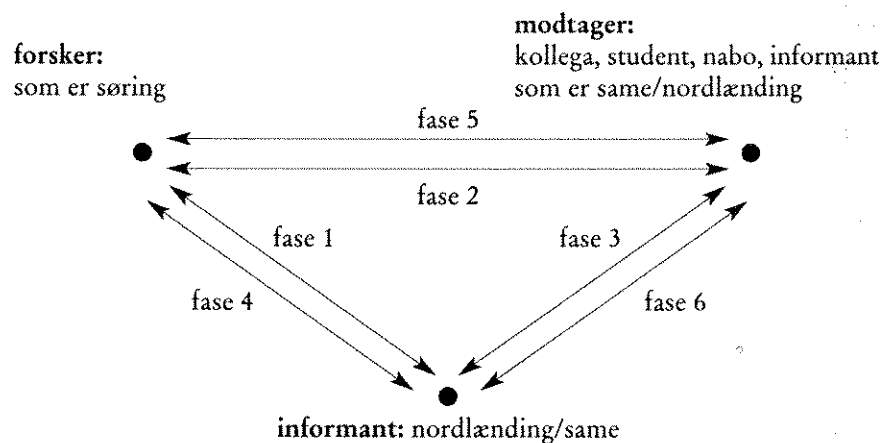 forsker:
som er søring
modtager:
kollega, student, nabo, informant
som er same/nordlænding
fase 5
fase 2
fase 1
fase 3
fase 4
fase 6
informant: nordlænding/same